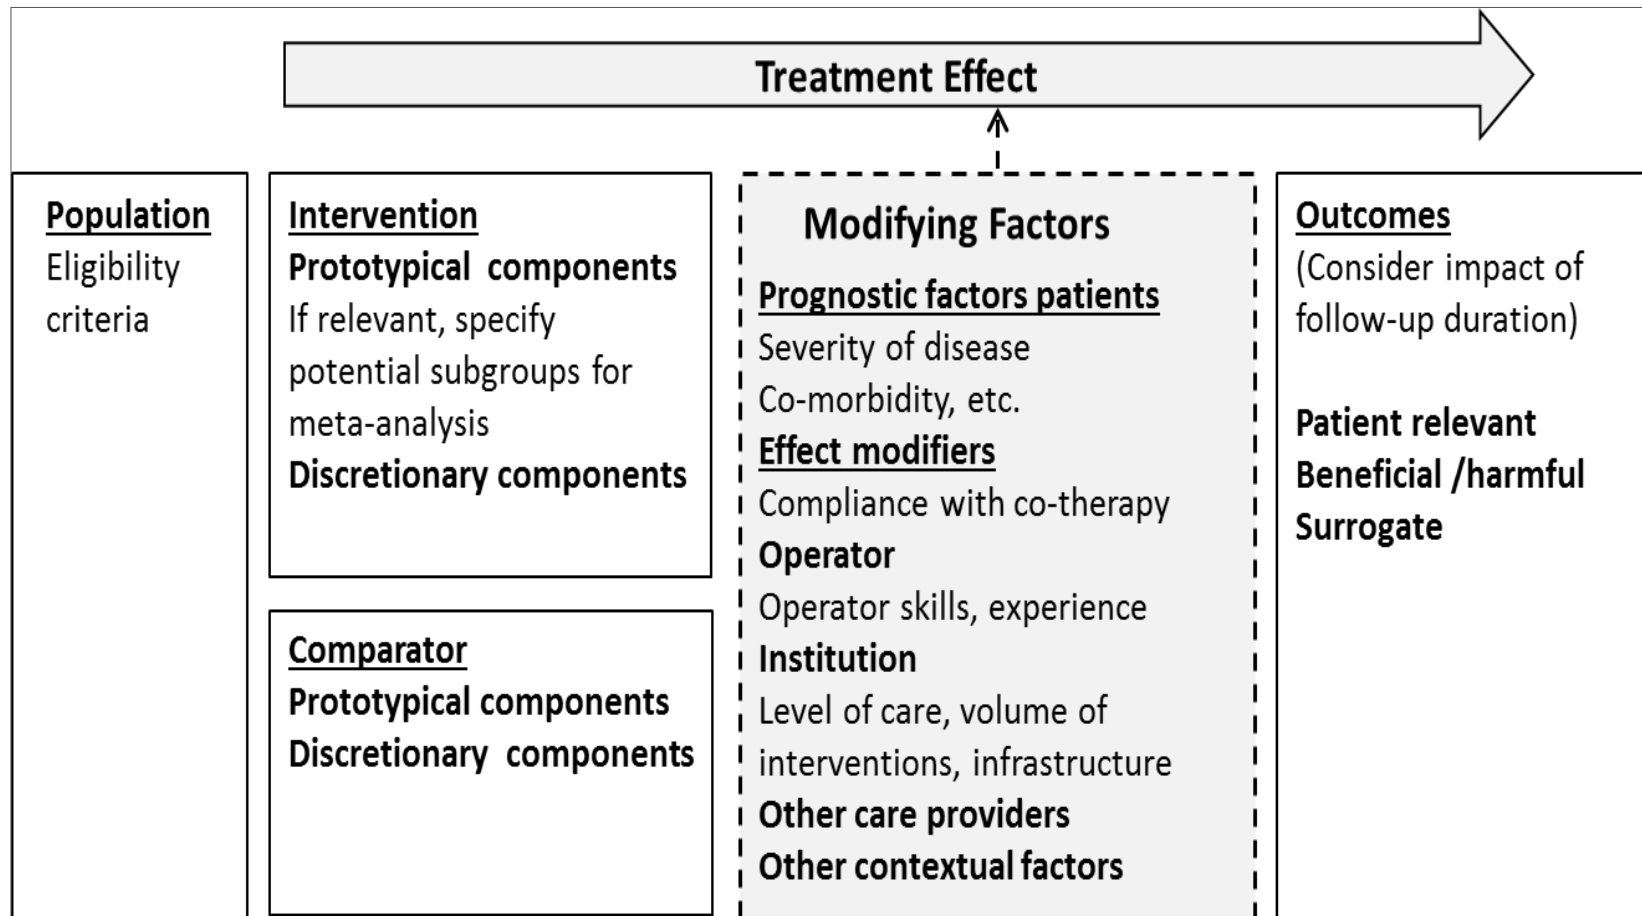 Treatment Effect
Population
Eligibility
criteria
Intervention
Prototypical components
If relevant, specify
potential subgroups for
meta-analysis
Discretionary components
Comparator
Prototypical components
Discretionary components
Modifying Factors
Prognostic factors patients
Severity of disease
Co-morbidity, etc.
Effect modifiers
Compliance with co-therapy
Operator
Operator skills, experience
Institution
Level of care, volume of
interventions, infrastructure
Other care providers
Other contextual factors
Outcomes
(Consider impact of
follow-up duration)
Patient relevant
Beneficial /harmful
Surrogate